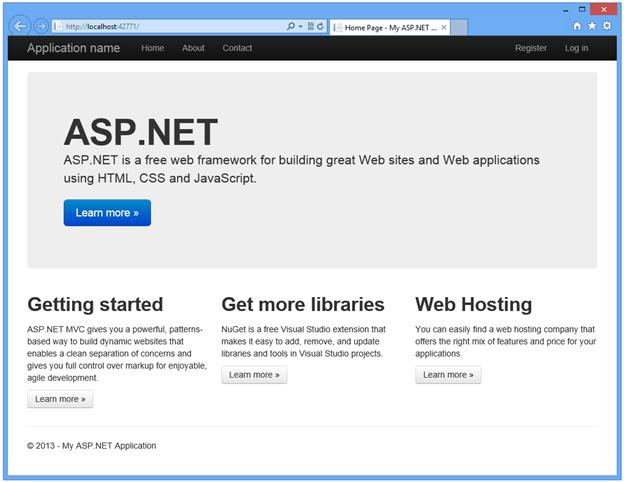 http://localhost:42771/
Home Page - My ASP.NET ...
Application name
Home
About
Contact
Register
Log in
ASP.NET
ASP.NET is a free web framework for building great Web sites and Web applications
using HTML, CSS and JavaScript.
Learn more »
Getting started
ASP.NET MVC gives you a powerful, patterns-
based way to build dynamic websites that
enables a clean separation of concerns and
gives you full control over markup for enjoyable,
agile development.
Learn more »
Get more libraries
NuGet is a free Visual Studio extension that
makes it easy to add, remove, and update
libraries and tools in Visual Studio projects.
Learn more »
Web Hosting
You can easily find a web hosting company that
offers the right mix of features and price for your
applications.
Learn more »
© 2013 - My ASP.NET Application